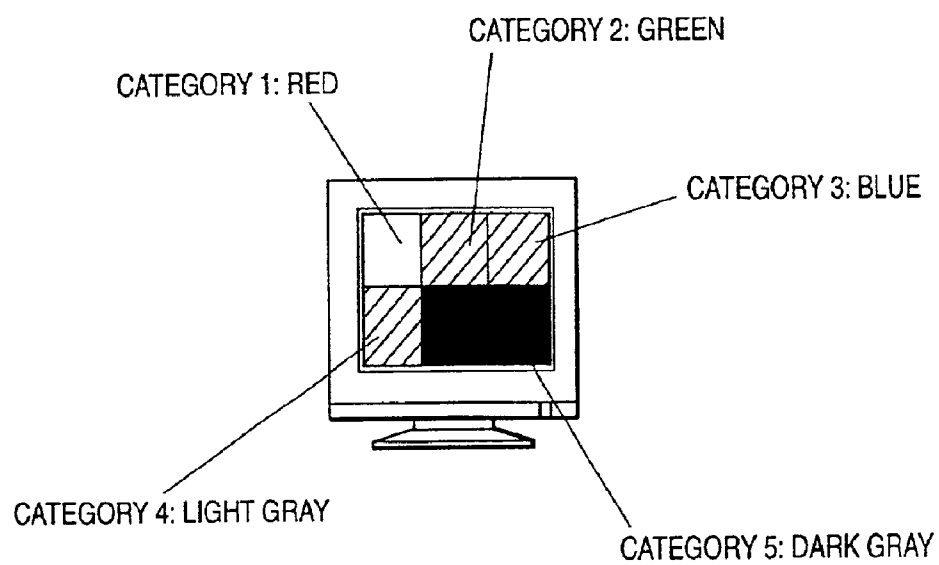 CATEGORY 2: GREEN
CATEGORY 1: RED
CATEGORY 3: BLUE
CATEGORY 4: LIGHT GRAY
CATEGORY 5: DARK GRAY